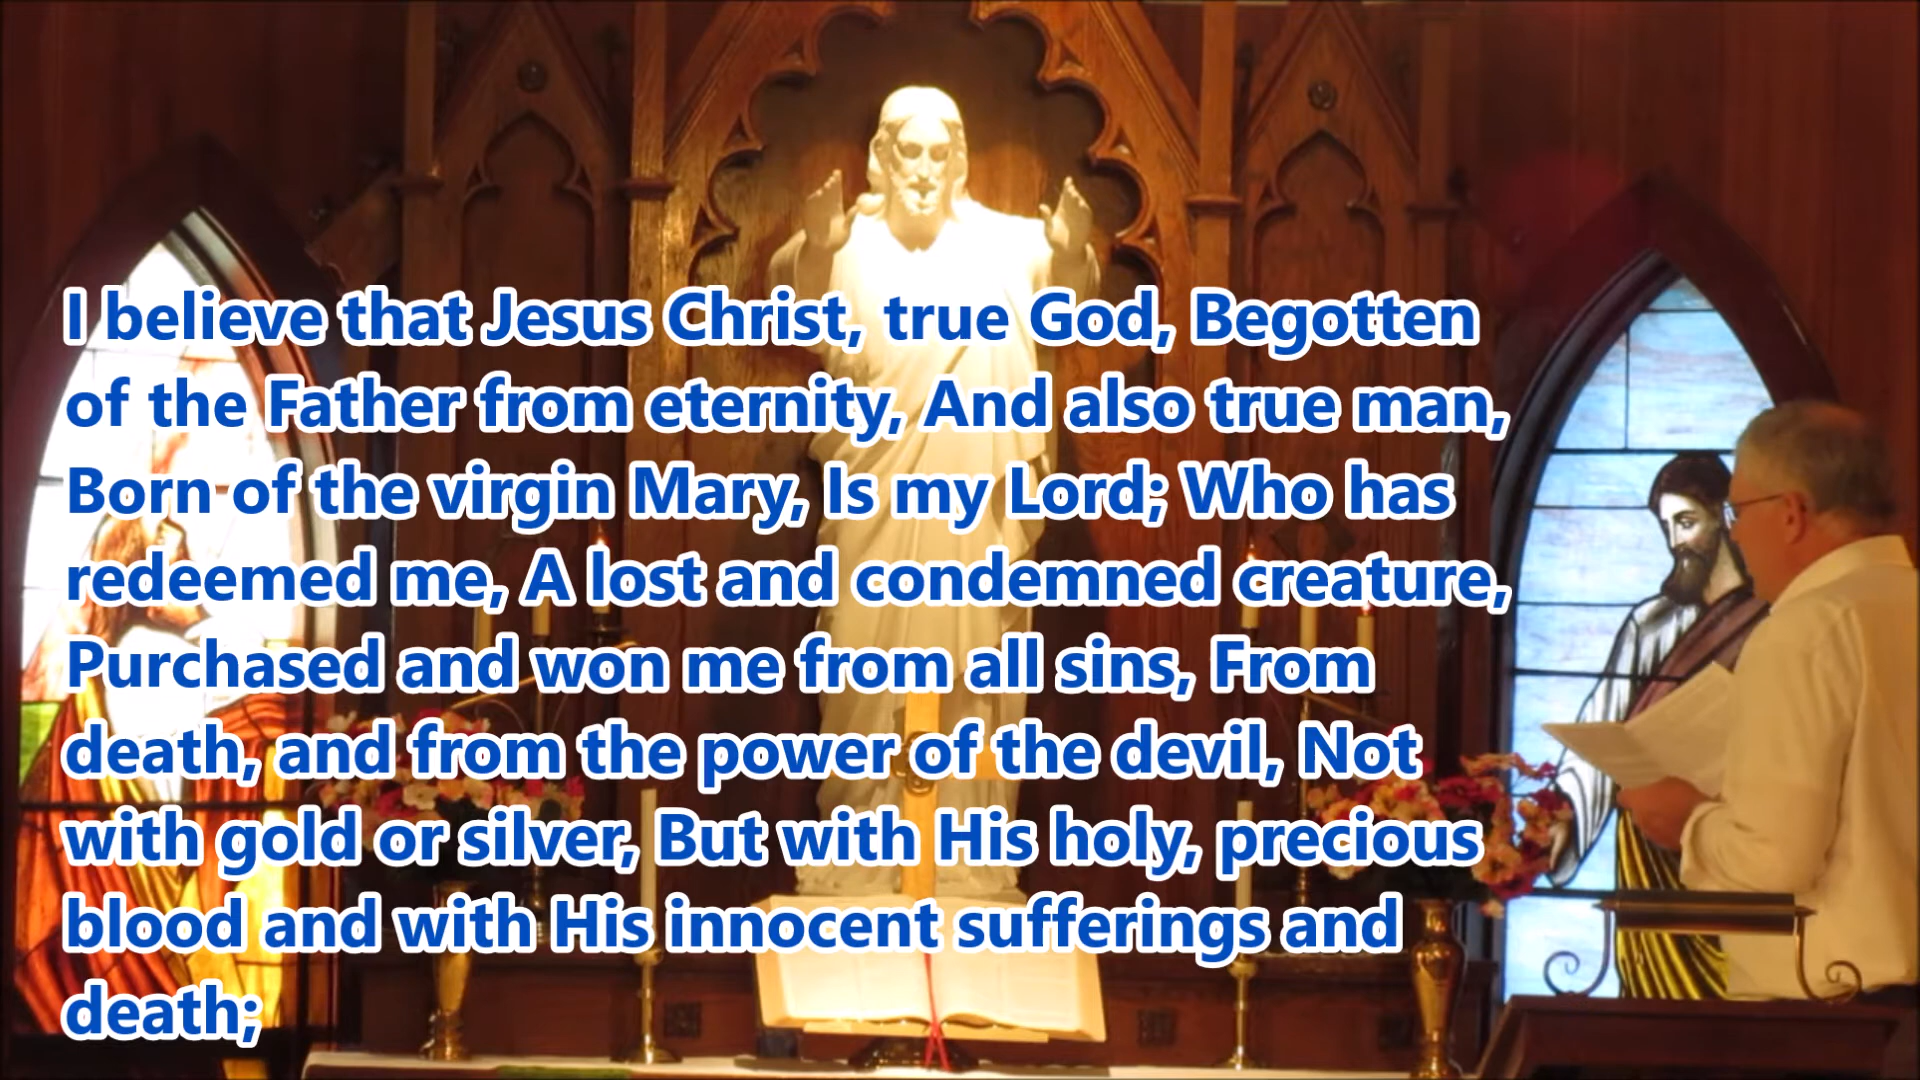 I believe that Jesus Christ, true God, Begotten
of the Father from eternity, And also true man,
Born of the virgin Mary, Is my Lord; Who has
redeemed me, A lost and condemned creature,
Purchased and won me from all sins, From
death, and from the power of the devil, Not
with gold or silver, But with His holy, precious
blood and with His innocent sufferings and
death;